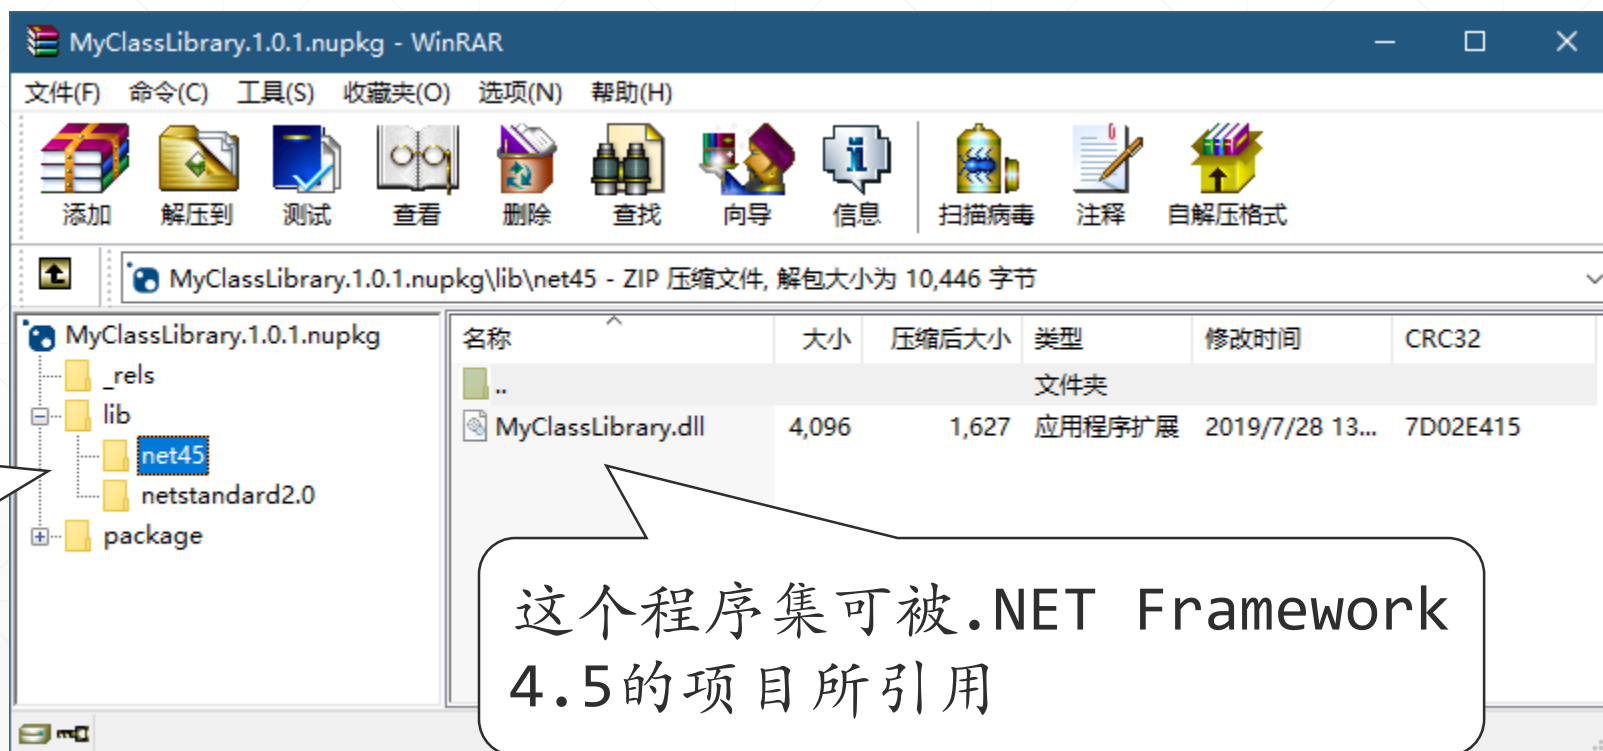 MyClassLibrary.1.0.1.nupkg - WinRAR
文件(F) 命令(C) 工具(S) 收藏夹(O) 选项(N) 帮助(H)
添加 解压到 测试 查看 删除 查找 向导 信息 扫描病毒 注释 自解压格式
MyClassLibrary.1.0.1.nupkg\lib\net45 - ZIP 压缩文件, 解包大小为 10,446 字节
MyClassLibrary.1.0.1.nupkg
_rels
lib
net45
netstandard2.0
package
名称 大小 压缩后大小 类型 修改时间 CRC32
.. 文件夹
MyClassLibrary.dll 4,096 1,627 应用程序扩展 2019/7/28 13... 7D02E415
这个程序集可被.NET Framework
4.5的项目所引用